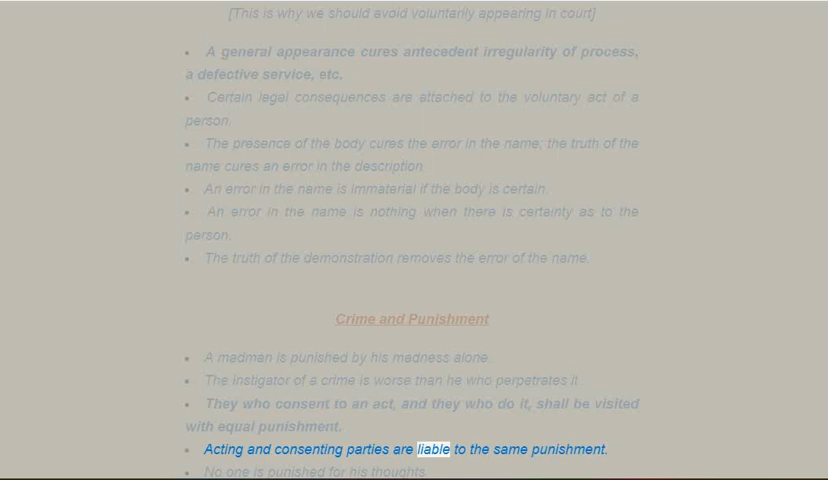 [This is why we should avoid voluntarily appearing in court]
• A general appearance cures antecedent irregularity of process,
a defective service, etc.
• Certain legal consequences are attached to the voluntary act of a
person.
• The presence of the body cures the error in the name; the truth of the
name cures an error in the description.
• An error in the name is immaterial if the body is certain.
• An error in the name is nothing when there is certainty as to the
person.
• The truth of the demonstration removes the error of the name.
Crime and Punishment
• A madman is punished by his madness alone.
• The instigator of a crime is worse than he who perpetrates it.
• They who consent to an act, and they who do it, shall be visited
with equal punishment.
• Acting and consenting parties are liable to the same punishment.
• No one is punished for his thoughts.